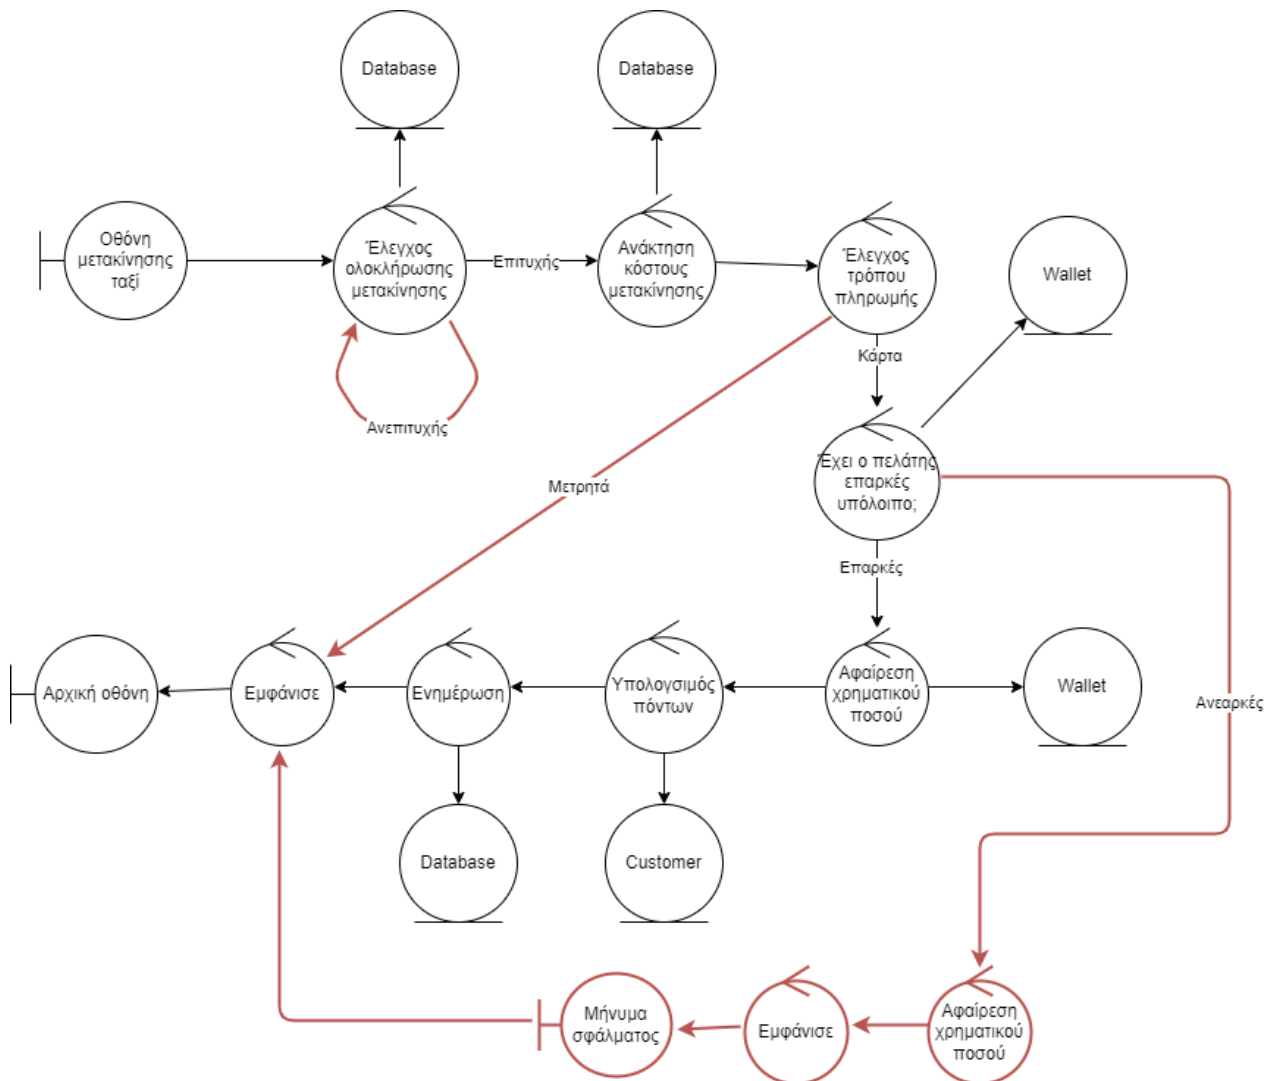 Database
Database
Οθόνη
μετακίνησης
ταξί
Έλεγχος
ολοκλήρωσης
μετακίνησης
Επιτυχής
Ανάκτηση
κόστους
μετακίνησης
Έλεγχος
τρόπου
πληρωμής
Wallet
Κάρτα
Ανεπιτυχής
Έχει ο πελάτης
επαρκές
υπόλοιπο;
Μετρητά
Επαρκές
Αρχική οθόνη
Εμφάνισε
Ενημέρωση
Υπολογσιμός
πόντων
Αφαίρεση
χρηματικού
ποσού
Wallet
Ανεαρκές
Database
Customer
Μήνυμα
σφάλματος
Εμφάνισε
Αφαίρεση
χρηματικού
ποσού